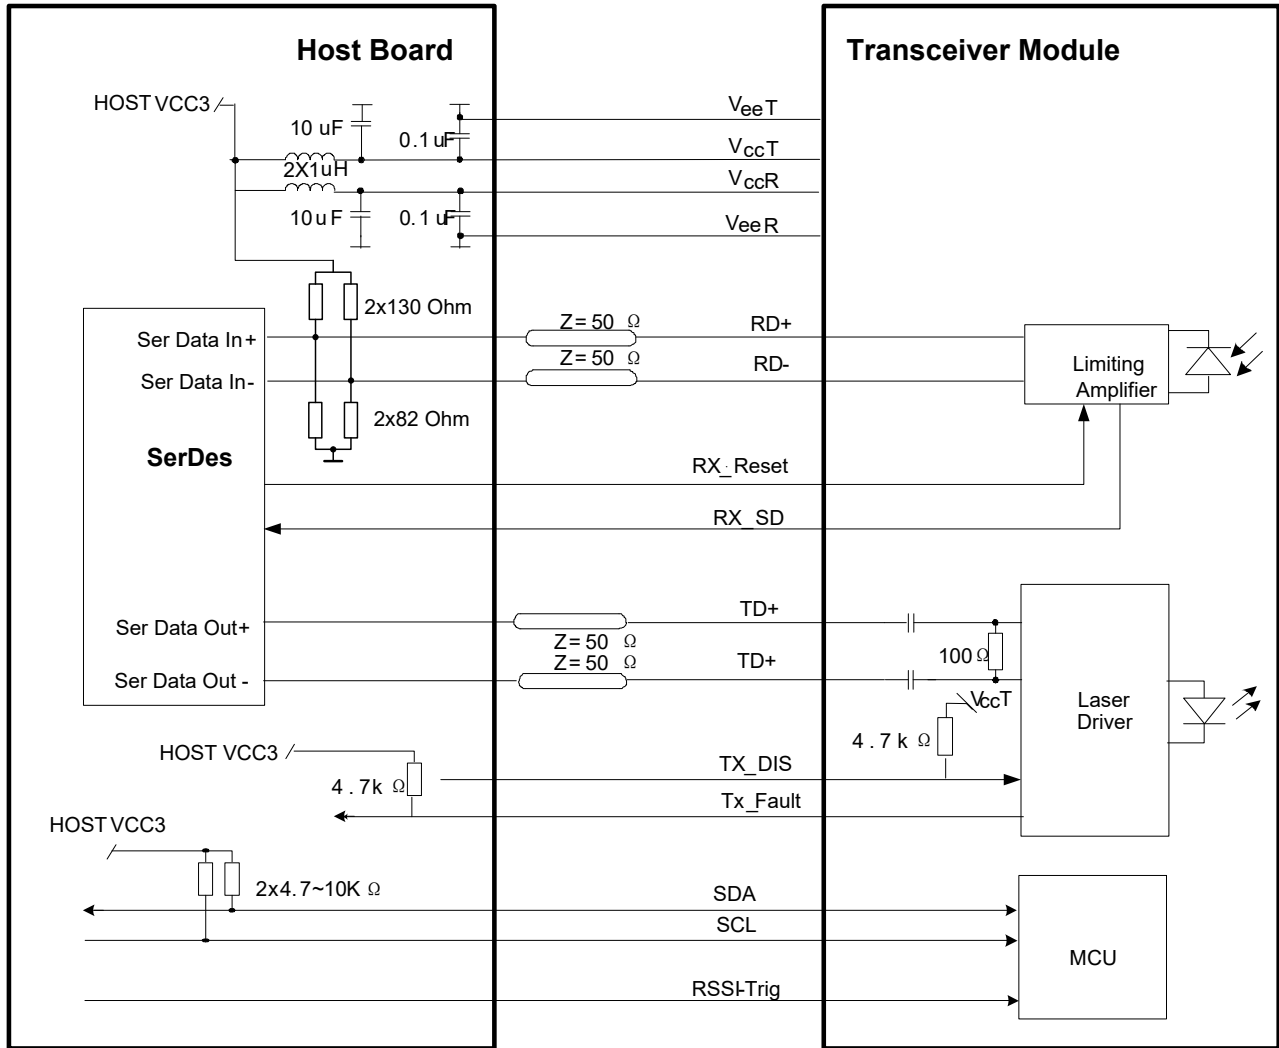 Host Board
Transceiver Module
HOST VCC3
10 uF
0.1 uF
VeeT
VccT
2X1uH
VccR
10uF
0.1 uF
VeeR
2x130 Ohm
Z=50 Ω
RD+
Ser Data In+
Z=50 Ω
RD-
Ser Data In-
Limiting
Amplifier
2x82 Ohm
SerDes
RX_Reset
RX_SD
TD+
Ser Data Out+
Z=50 Ω
Z=50 Ω
TD+
100Ω
Ser Data Out -
VccT
Laser
Driver
4.7k Ω
HOST VCC3
TX_DIS
4.7k Ω
Tx_Fault
HOST VCC3
2x4.7~10K Ω
SDA
SCL
MCU
RSSI-Trig